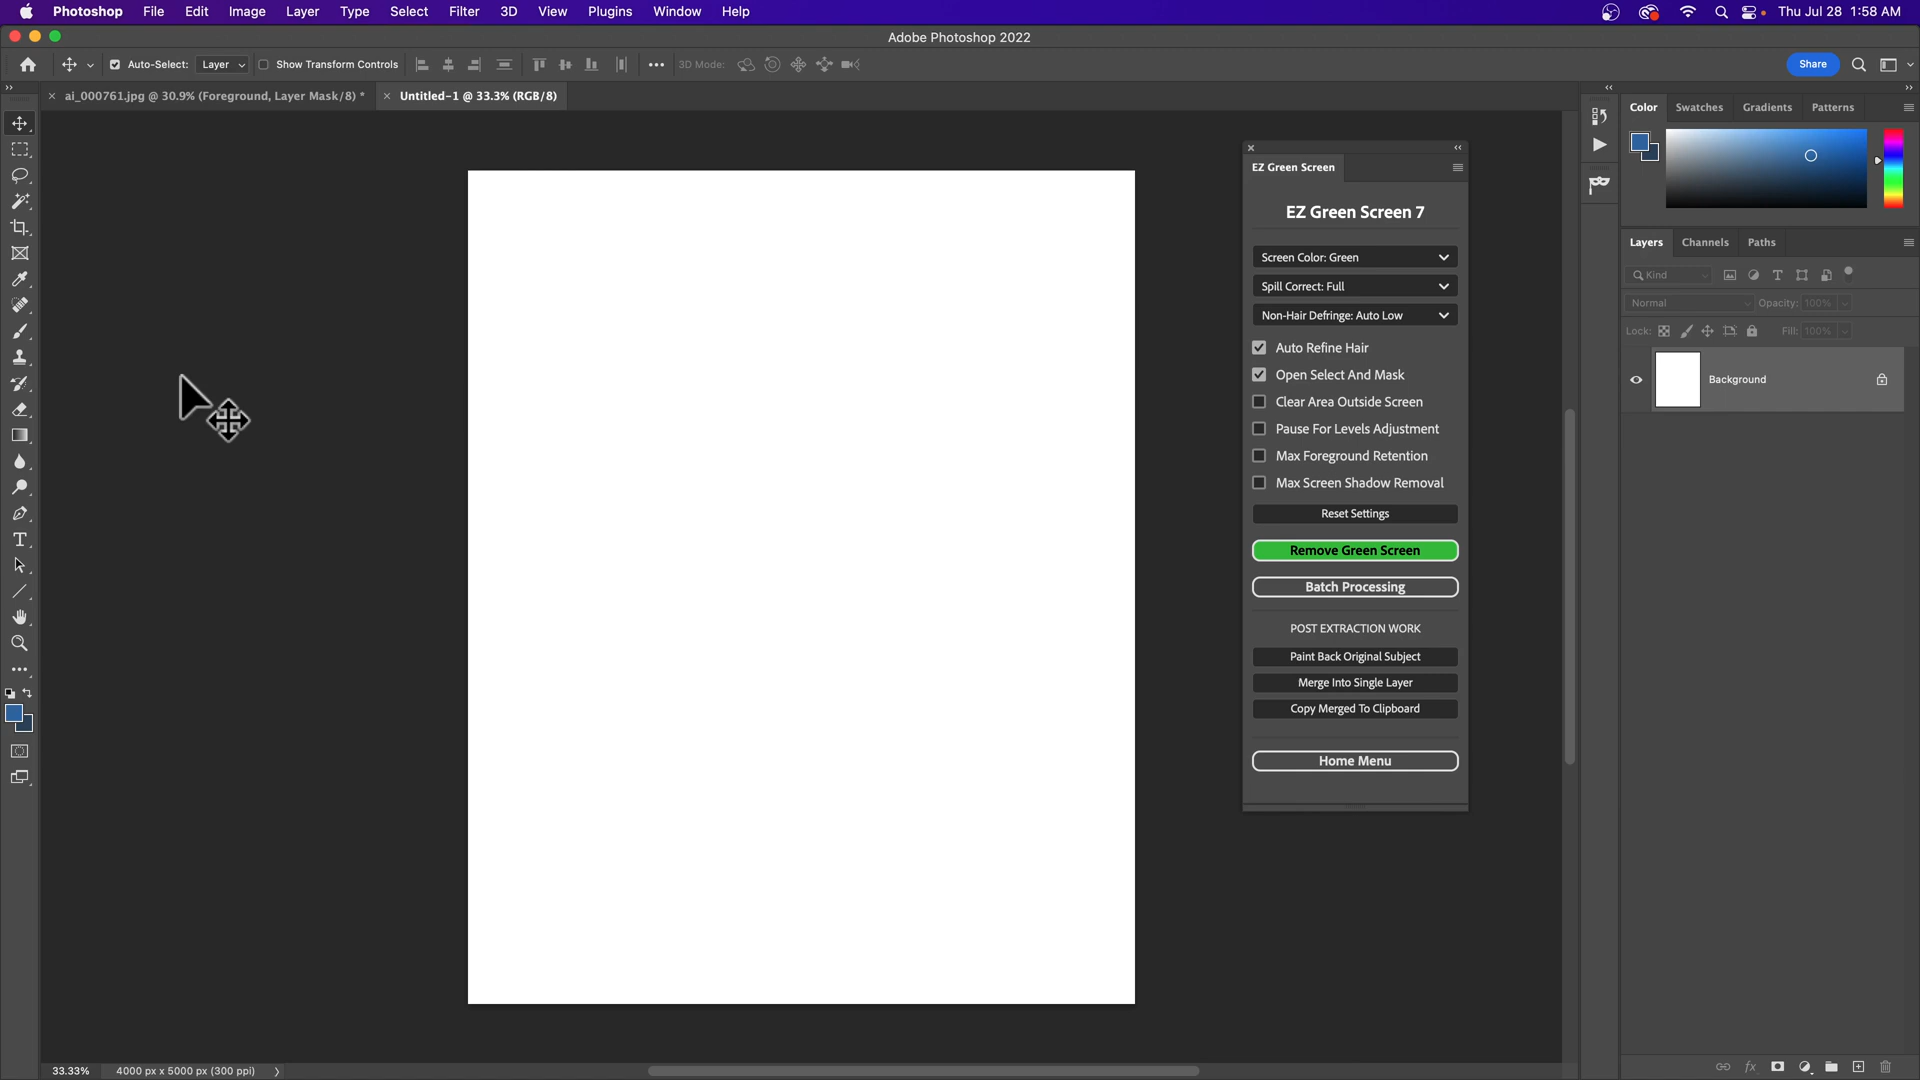 Photoshop File Edit Image Layer Type Select Filter 3D View Plugins Window Help Thu Jul 28 1:58 AM
Adobe Photoshop 2022
Auto-Select: Layer Show Transform Controls 3D Mode: Share
ai_000761.jpg @ 30.9% (Foreground, Layer Mask/8) * Untitled-1 @ 33.3% (RGB/8)
Color Swatches Gradients Patterns
EZ Green Screen
EZ Green Screen 7
Screen Color: Green
Spill Correct: Full
Non-Hair Defringe: Auto Low
Auto Refine Hair
Open Select And Mask
Clear Area Outside Screen
Pause For Levels Adjustment
Max Foreground Retention
Max Screen Shadow Removal
Reset Settings
Remove Green Screen
Batch Processing
POST EXTRACTION WORK
Paint Back Original Subject
Merge Into Single Layer
Copy Merged To Clipboard
Home Menu
Layers Channels Paths
Kind
Normal Opacity: 100%
Lock: Fill: 100%
Background
33.33% 4000 px x 5000 px (300 ppi)